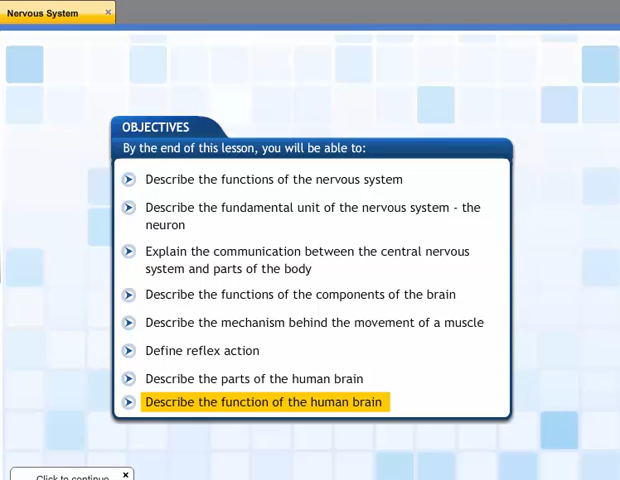 Nervous System
OBJECTIVES
By the end of this lesson, you will be able to:
Describe the functions of the nervous system
Describe the fundamental unit of the nervous system - the
neuron
Explain the communication between the central nervous
system and parts of the body
Describe the functions of the components of the brain
Describe the mechanism behind the movement of a muscle
Define reflex action
Describe the parts of the human brain
Describe the function of the human brain
Click to continue